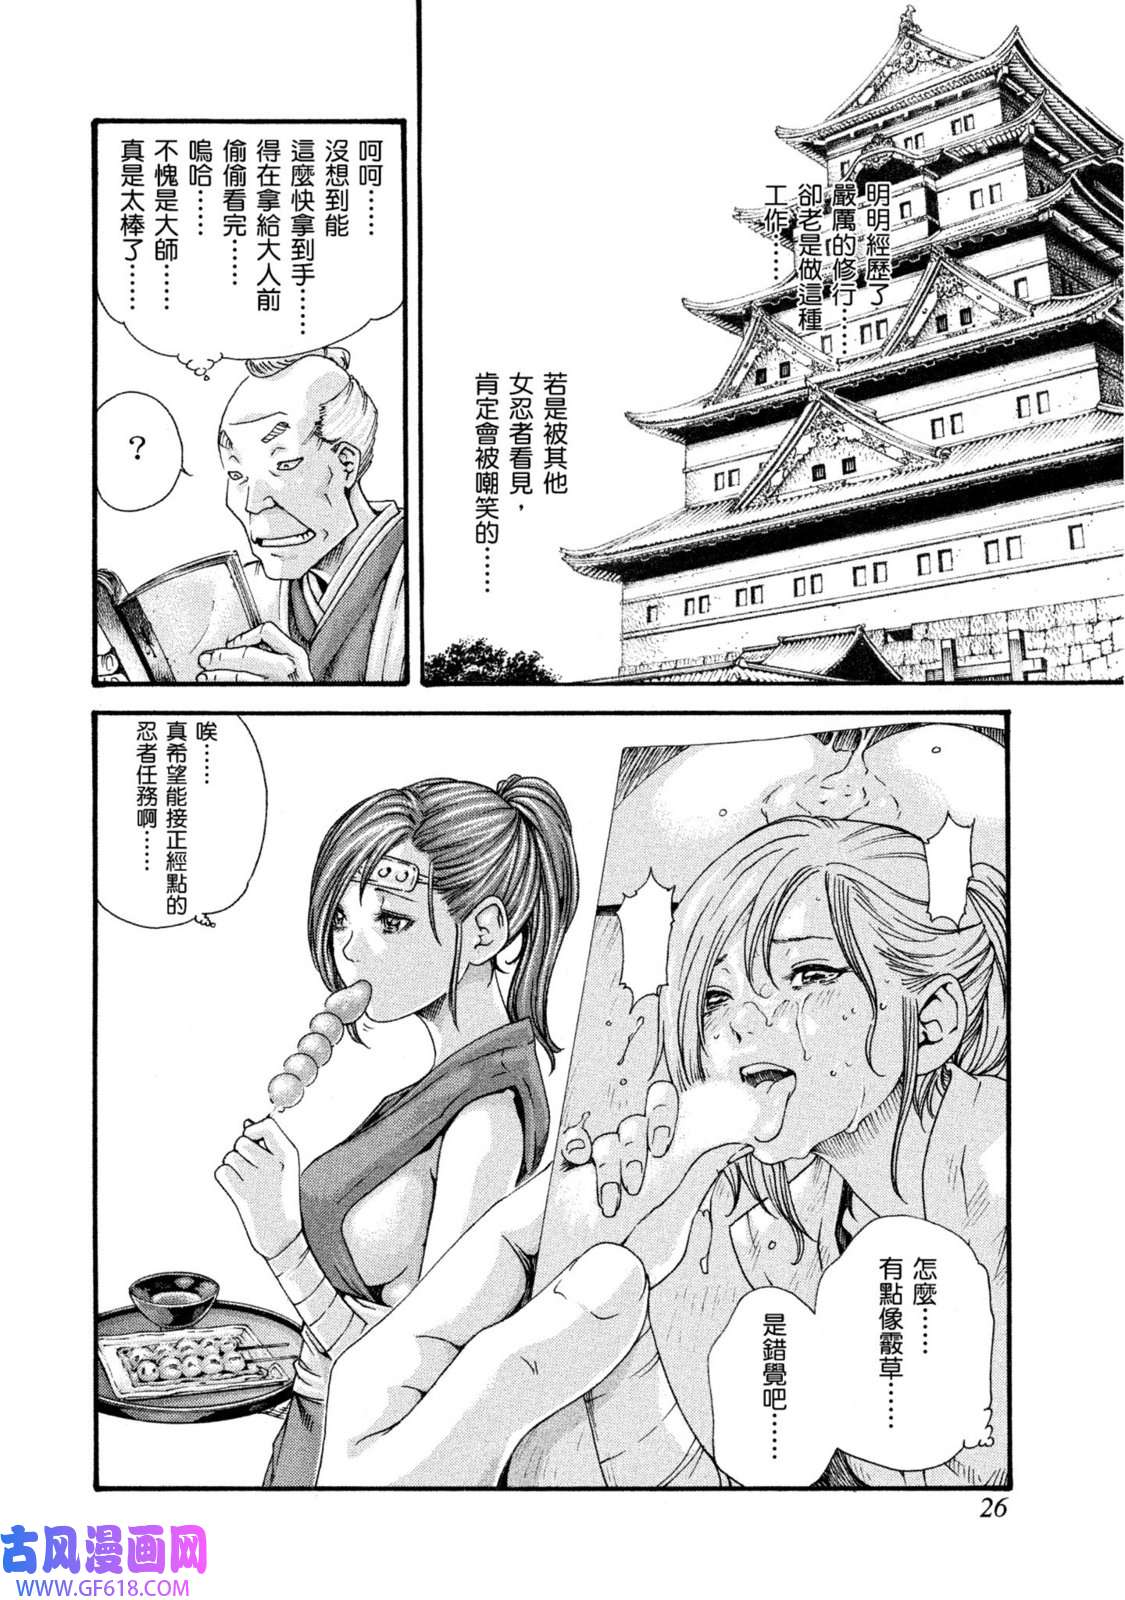 明明經歷了
嚴厲的修行……
卻老是做這種
工作……
若是被其他
女忍者看見，
肯定會被嘲笑的……
呵呵……
沒想到能
這麼快拿到手……
得在拿給大人前
偷偷看完……
嗚哈……
不愧是大師……
真是太棒了……
？
怎麼……
有點像霰草……
是錯覺吧……
唉……
真希望能接正經點的
忍者任務啊……
26
古风漫画网
WWW.GF618.COM